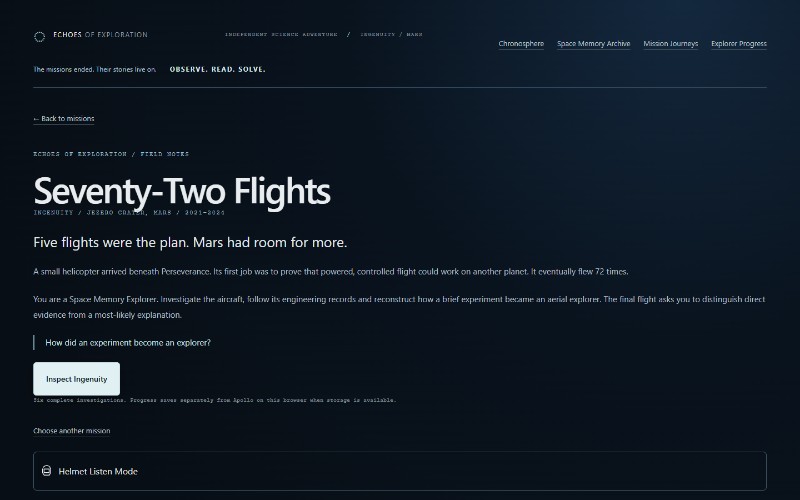 ECHOES OF EXPLORATION
INDEPENDENT SCIENCE ADVENTURE / INGENUITY / MARS
Chronosphere Space Memory Archive Mission Journeys Explorer Progress
The missions ended. Their stories live on. OBSERVE. READ. SOLVE.
← Back to missions
ECHOES OF EXPLORATION / FIELD NOTES
Seventy-Two Flights
INGENUITY / JEZERO CRATER, MARS / 2021–2024
Five flights were the plan. Mars had room for more.
A small helicopter arrived beneath Perseverance. Its first job was to prove that powered, controlled flight could work on another planet. It eventually flew 72 times.
You are a Space Memory Explorer. Investigate the aircraft, follow its engineering records and reconstruct how a brief experiment became an aerial explorer. The final flight asks you to distinguish direct
evidence from a most-likely explanation.
How did an experiment become an explorer?
Inspect Ingenuity
Six complete investigations. Progress saves separately from Apollo on this browser when storage is available.
Choose another mission
Helmet Listen Mode